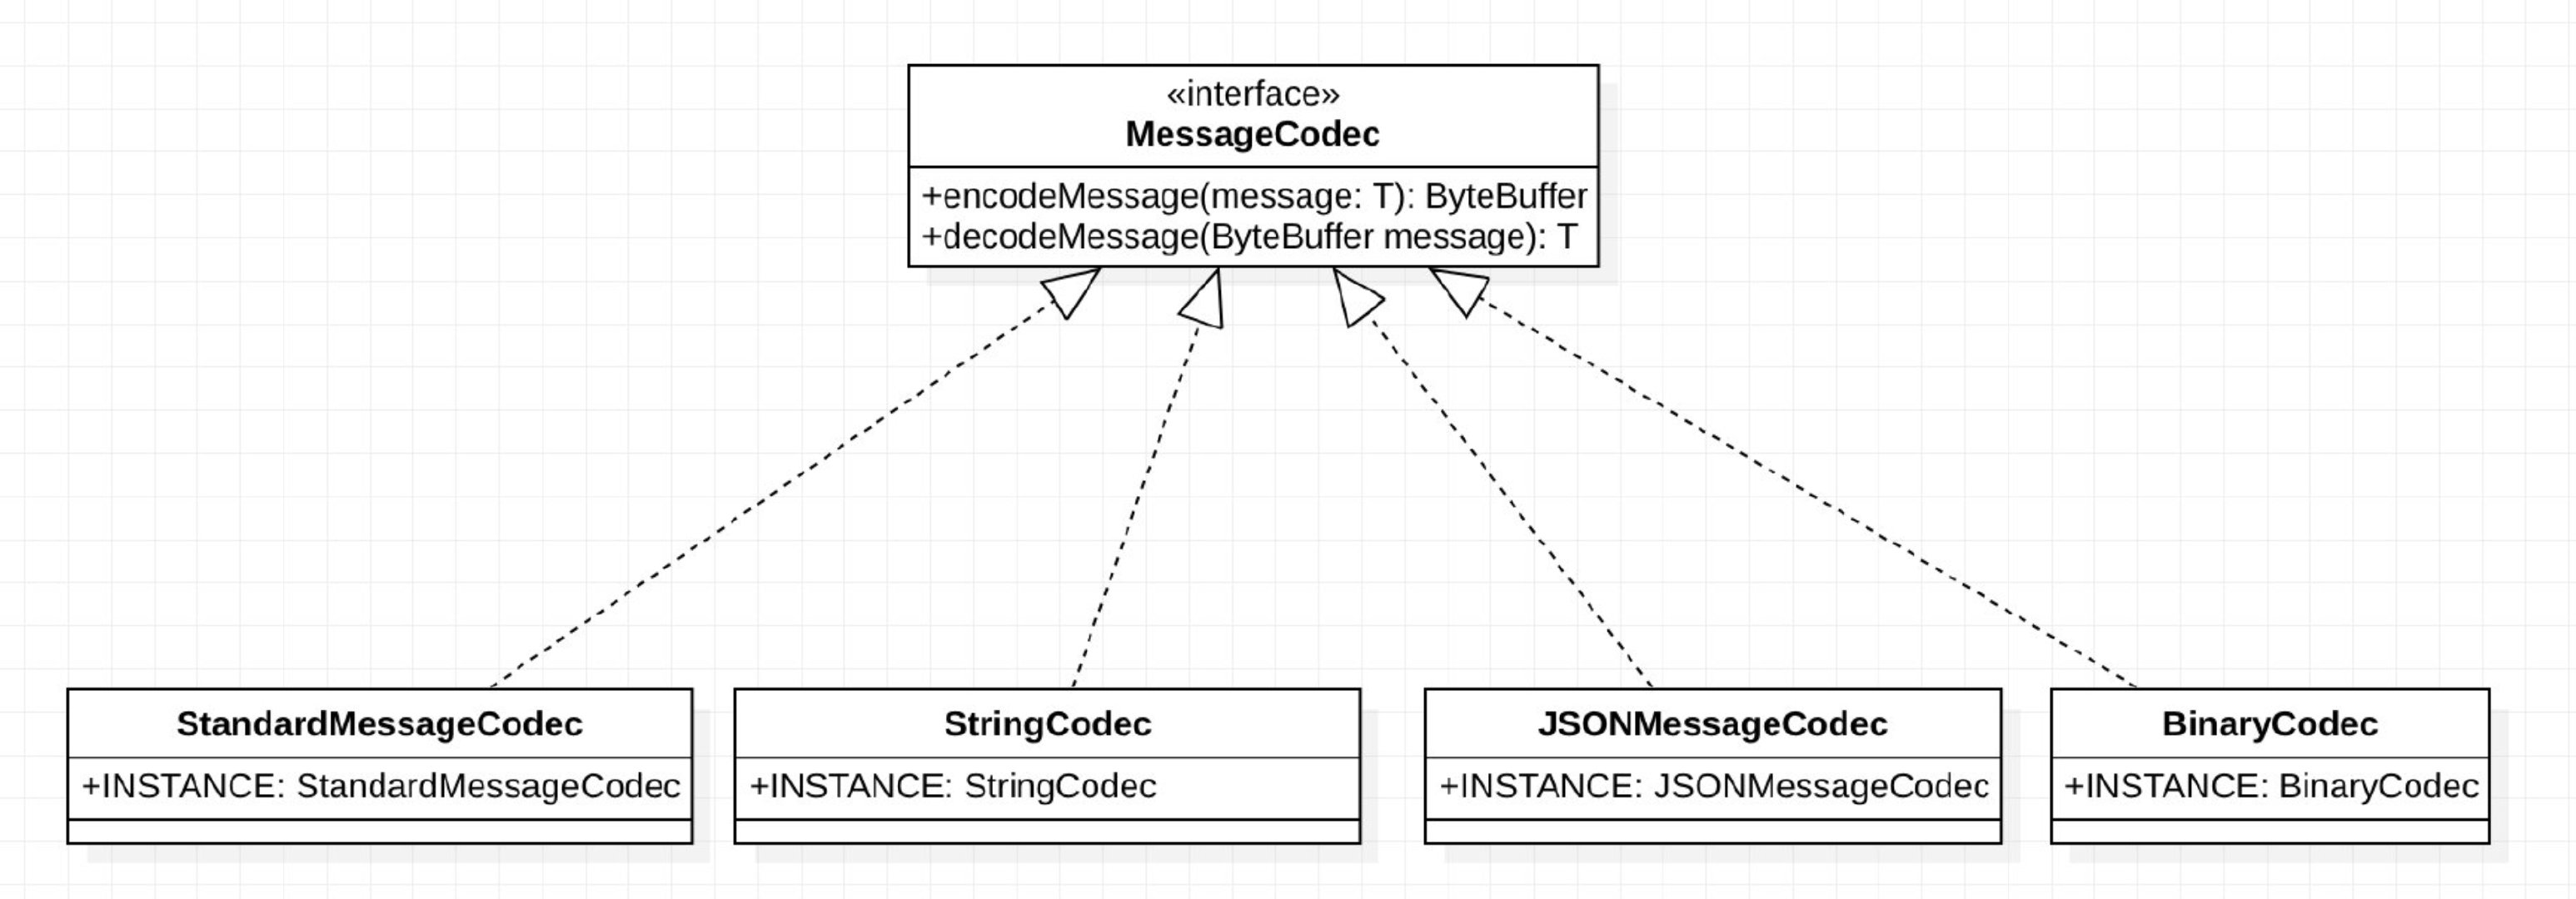 «interface»
MessageCodec
+encodeMessage(message: T): ByteBuffer
+decodeMessage(ByteBuffer message): T
StandardMessageCodec
+INSTANCE: StandardMessageCodec
StringCodec
+INSTANCE: StringCodec
JSONMessageCodec
+INSTANCE: JSONMessageCodec
BinaryCodec
+INSTANCE: BinaryCodec